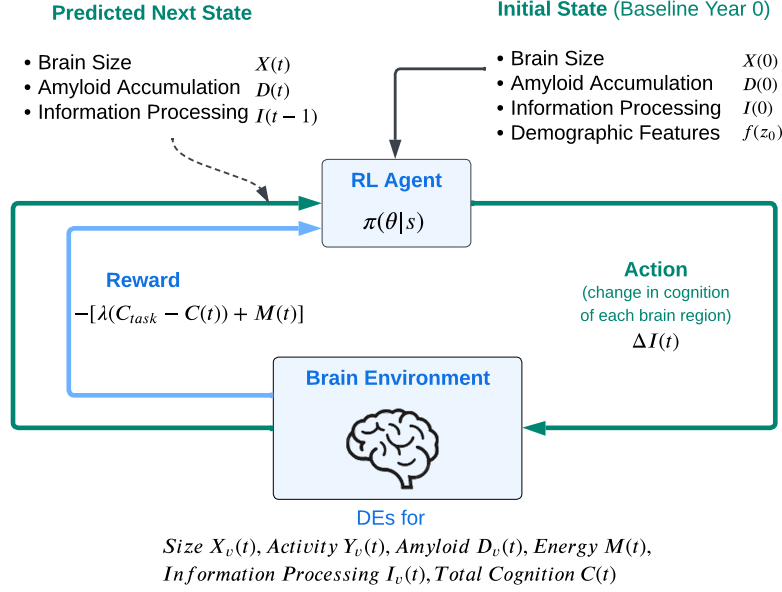 Predicted Next State
• Brain Size X(t)
• Amyloid Accumulation D(t)
• Information Processing I(t − 1)
Initial State (Baseline Year 0)
• Brain Size X(0)
• Amyloid Accumulation D(0)
• Information Processing I(0)
• Demographic Features f(z₀)
RL Agent
π(θ|s)
Reward
−[λ(C_task − C(t)) + M(t)]
Action
(change in cognition
of each brain region)
ΔI(t)
Brain Environment
DEs for
Size X_v(t), Activity Y_v(t), Amyloid D_v(t), Energy M(t),
Information Processing I_v(t), Total Cognition C(t)